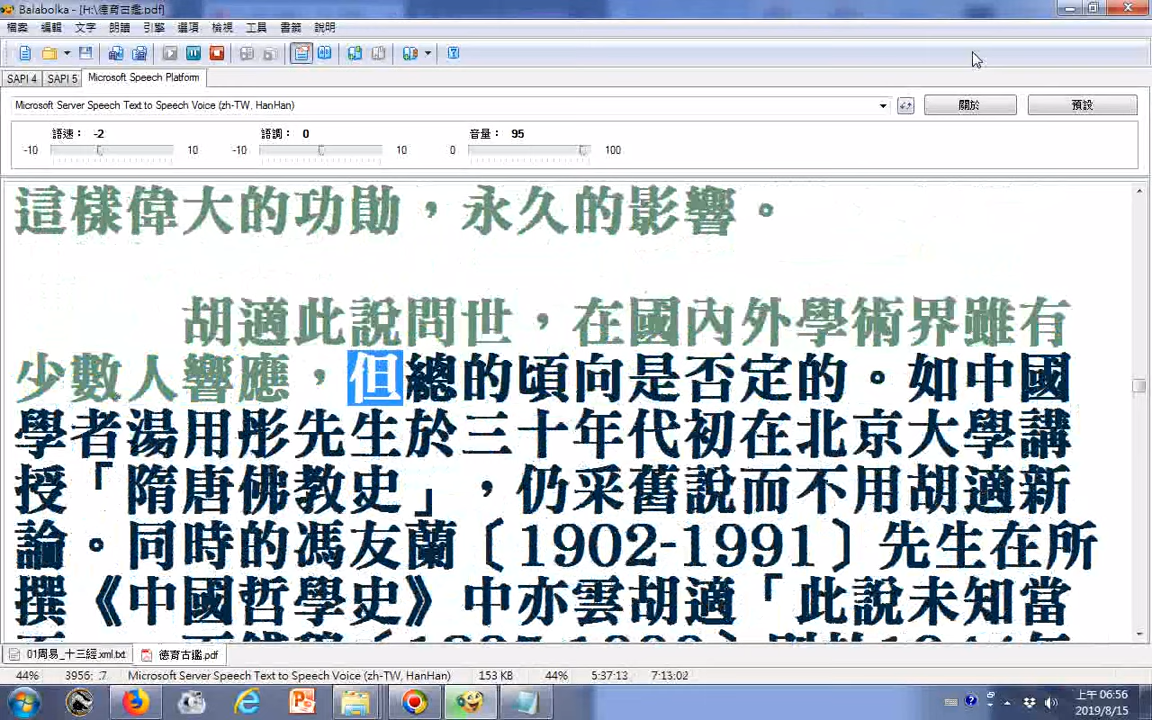 Balabolka - [H:\德育古鑑.pdf]
檔案 編輯 文字 朗讀 引擎 選項 檢視 工具 書籤 說明
SAPI 4 SAPI 5 Microsoft Speech Platform
Microsoft Server Speech Text to Speech Voice (zh-TW, HanHan) 關於 預設
語速： -2 語調： 0 音量： 95
-10 10 -10 10 0 100
這樣偉大的功勛，永久的影響。
胡適此說問世，在國內外學術界雖有
少數人響應，但總的頃向是否定的。如中國
學者湯用彤先生於三十年代初在北京大學講
授「隋唐佛教史」，仍采舊說而不用胡適新
論。同時的馮友蘭〔1902-1991〕先生在所
撰《中國哲學史》中亦雲胡適「此說未知當
01周易_十三經.xml.txt 德育古鑑.pdf
44% 3956: 7 Microsoft Server Speech Text to Speech Voice (zh-TW, HanHan) 153 KB 44% 5:37:13 7:13:02
上午 06:56
2019/8/15